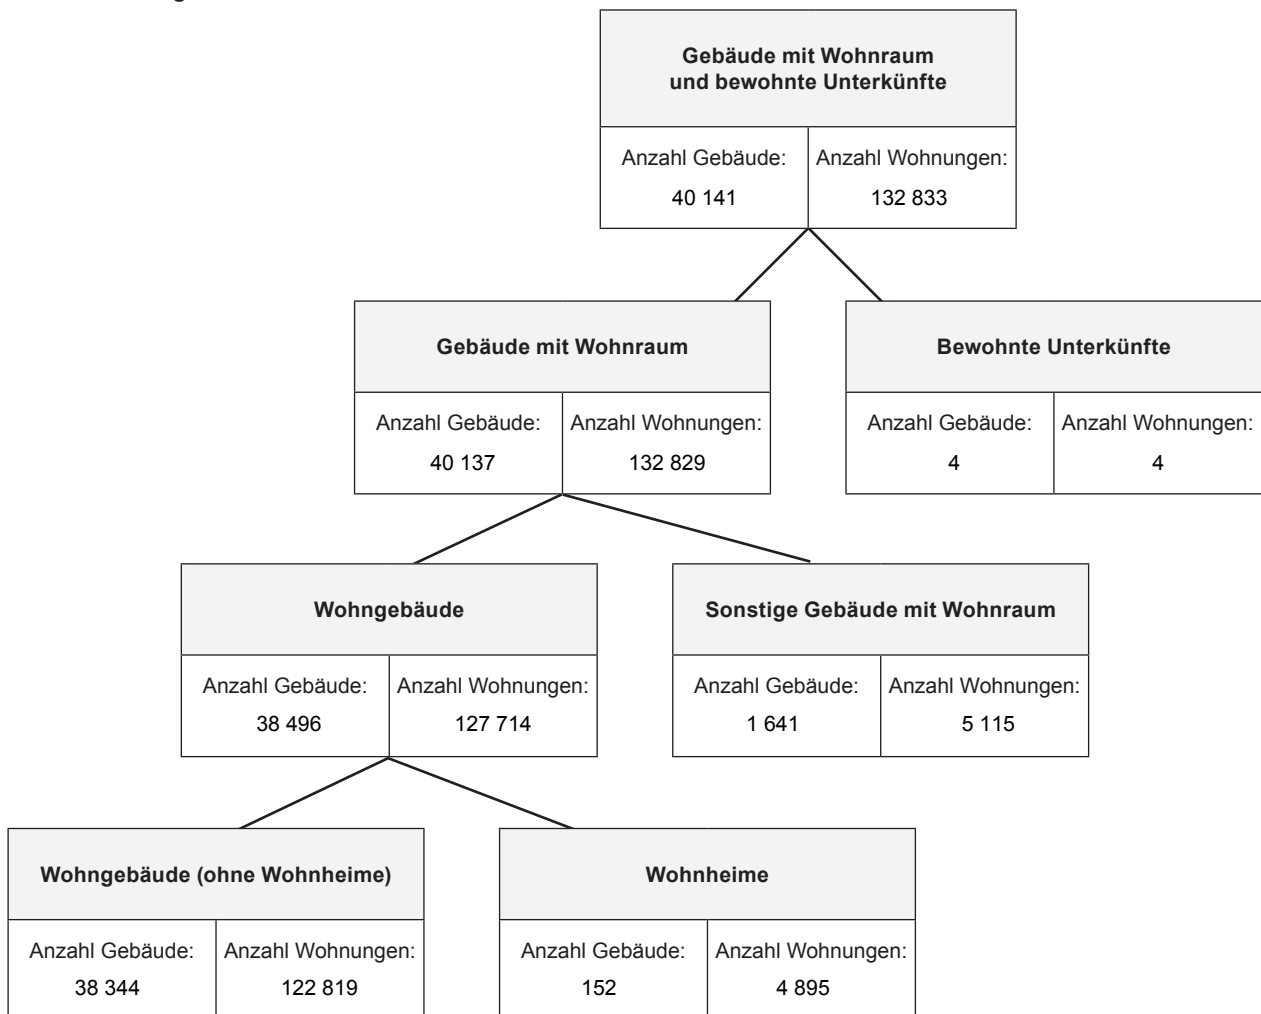 Gebäude mit Wohnraum
und bewohnte Unterkünfte
Anzahl Gebäude: Anzahl Wohnungen:
40 141 132 833
Gebäude mit Wohnraum
Anzahl Gebäude: Anzahl Wohnungen:
40 137 132 829
Bewohnte Unterkünfte
Anzahl Gebäude: Anzahl Wohnungen:
4 4
Wohngebäude
Anzahl Gebäude: Anzahl Wohnungen:
38 496 127 714
Sonstige Gebäude mit Wohnraum
Anzahl Gebäude: Anzahl Wohnungen:
1 641 5 115
Wohngebäude (ohne Wohnheime)
Anzahl Gebäude: Anzahl Wohnungen:
38 344 122 819
Wohnheime
Anzahl Gebäude: Anzahl Wohnungen:
152 4 895